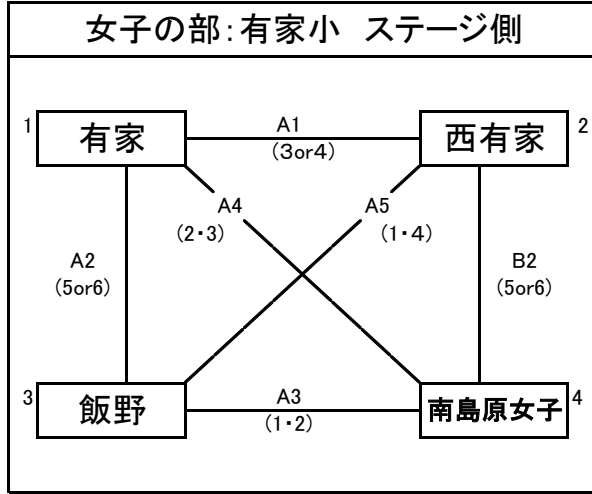 女子の部：有家小　ステージ側
1 有家
A1
(3or4)
西有家 2
A4
(2・3)
A5
(1・4)
A2
(5or6)
B2
(5or6)
3 飯野
A3
(1・2)
南島原女子 4